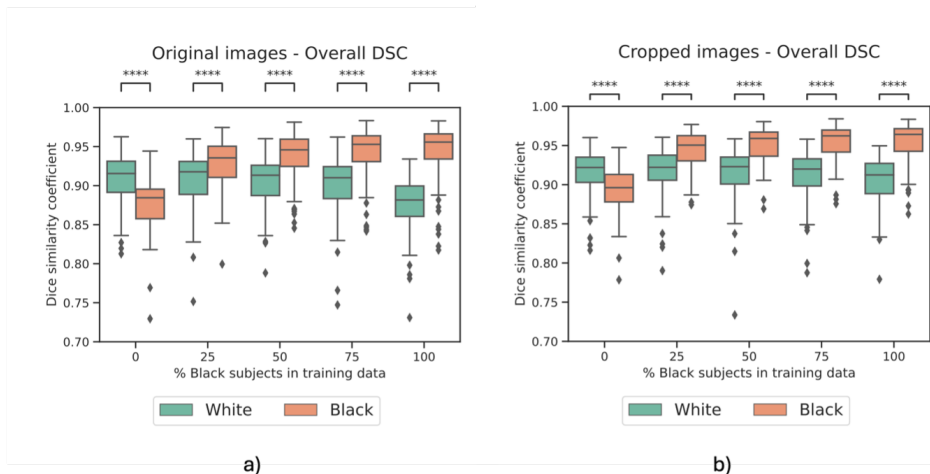 Original images - Overall DSC
**** **** **** **** ****
Dice similarity coefficient
1.00
0.95
0.90
0.85
0.80
0.75
0.70
0 25 50 75 100
% Black subjects in training data
White Black
a)
Cropped images - Overall DSC
**** **** **** **** ****
Dice similarity coefficient
1.00
0.95
0.90
0.85
0.80
0.75
0.70
0 25 50 75 100
% Black subjects in training data
White Black
b)